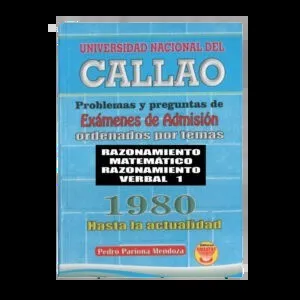 UNIVERSIDAD NACIONAL DEL
CALLAO
Problemas y preguntas de
Exámenes de Admisión
ordenados por temas
RAZONAMIENTO
MATEMÁTICO
RAZONAMIENTO
VERBAL 1
1980
Hasta la actualidad
Pedro Pariona Mendoza